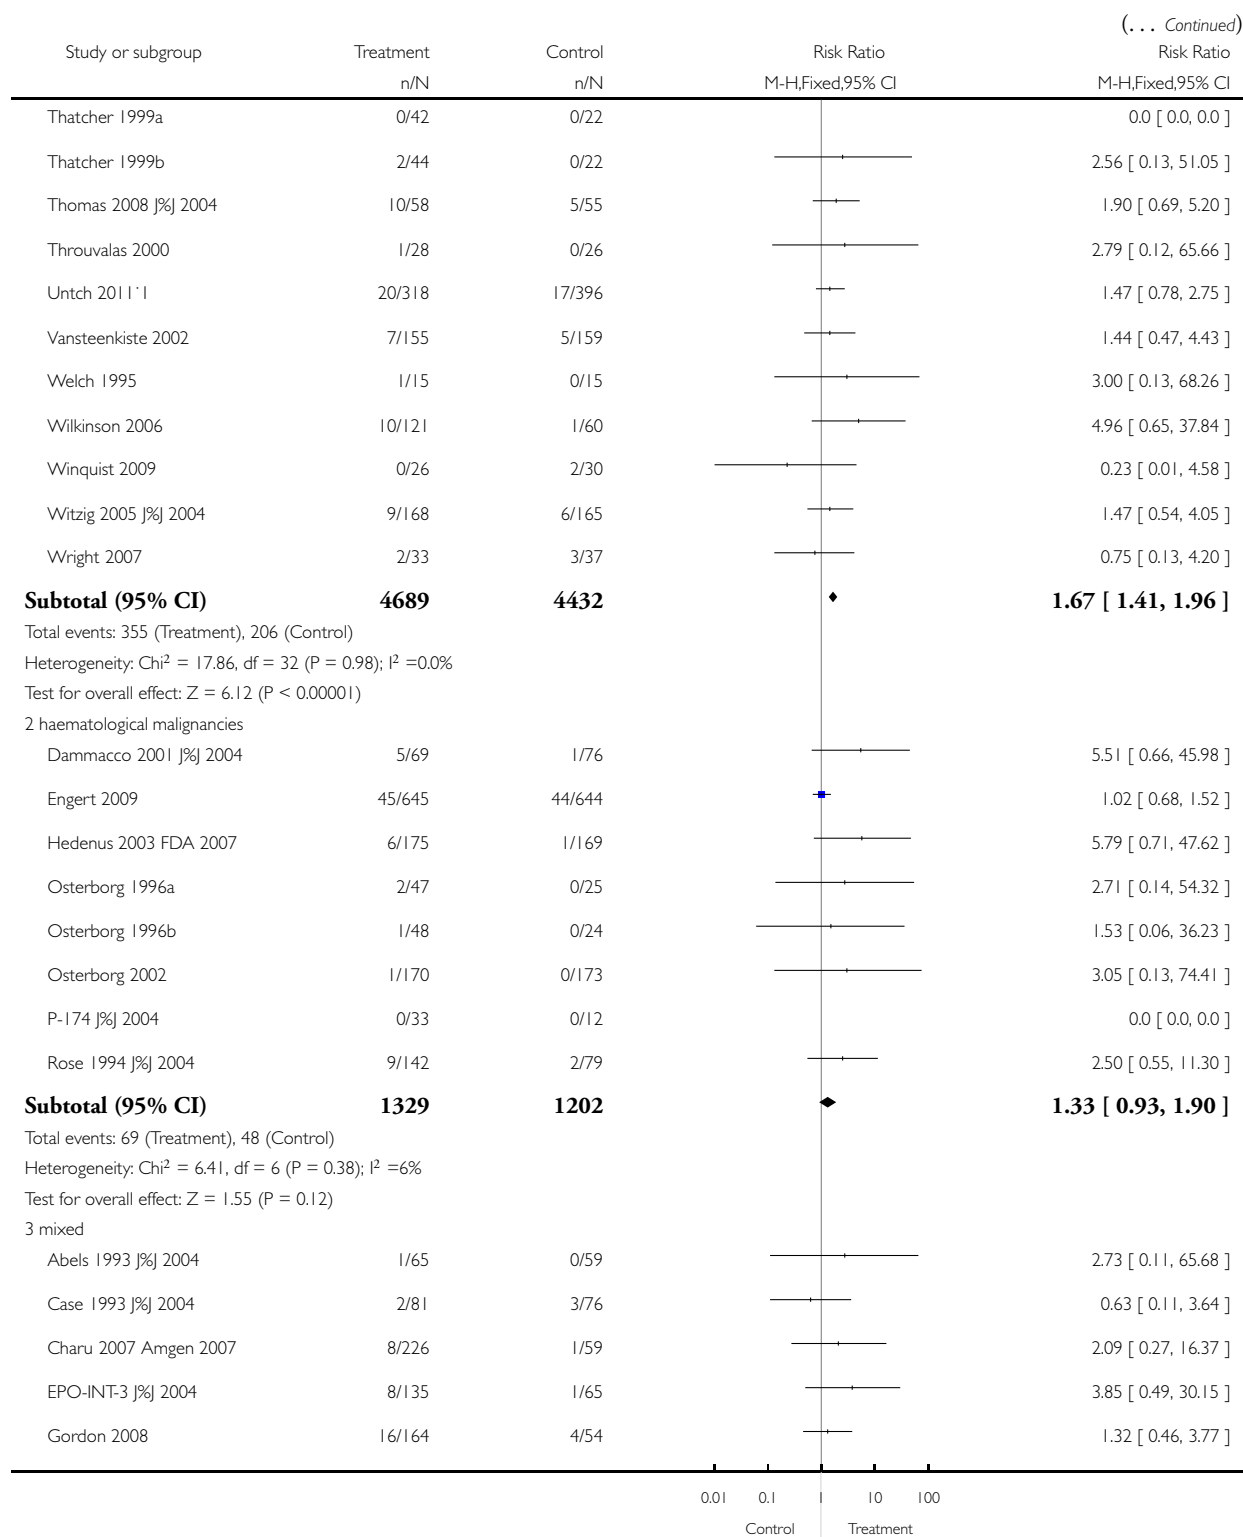 (... Continued)
Study or subgroup Treatment Control Risk Ratio Risk Ratio
n/N n/N M-H,Fixed,95% CI M-H,Fixed,95% CI
Thatcher 1999a 0/42 0/22 0.0 [ 0.0, 0.0 ]
Thatcher 1999b 2/44 0/22 2.56 [ 0.13, 51.05 ]
Thomas 2008 J%J 2004 10/58 5/55 1.90 [ 0.69, 5.20 ]
Throuvalas 2000 1/28 0/26 2.79 [ 0.12, 65.66 ]
Untch 2011˙1 20/318 17/396 1.47 [ 0.78, 2.75 ]
Vansteenkiste 2002 7/155 5/159 1.44 [ 0.47, 4.43 ]
Welch 1995 1/15 0/15 3.00 [ 0.13, 68.26 ]
Wilkinson 2006 10/121 1/60 4.96 [ 0.65, 37.84 ]
Winquist 2009 0/26 2/30 0.23 [ 0.01, 4.58 ]
Witzig 2005 J%J 2004 9/168 6/165 1.47 [ 0.54, 4.05 ]
Wright 2007 2/33 3/37 0.75 [ 0.13, 4.20 ]
Subtotal (95% CI) 4689 4432 1.67 [ 1.41, 1.96 ]
Total events: 355 (Treatment), 206 (Control)
Heterogeneity: Chi² = 17.86, df = 32 (P = 0.98); I² =0.0%
Test for overall effect: Z = 6.12 (P < 0.00001)
2 haematological malignancies
Dammacco 2001 J%J 2004 5/69 1/76 5.51 [ 0.66, 45.98 ]
Engert 2009 45/645 44/644 1.02 [ 0.68, 1.52 ]
Hedenus 2003 FDA 2007 6/175 1/169 5.79 [ 0.71, 47.62 ]
Osterborg 1996a 2/47 0/25 2.71 [ 0.14, 54.32 ]
Osterborg 1996b 1/48 0/24 1.53 [ 0.06, 36.23 ]
Osterborg 2002 1/170 0/173 3.05 [ 0.13, 74.41 ]
P-174 J%J 2004 0/33 0/12 0.0 [ 0.0, 0.0 ]
Rose 1994 J%J 2004 9/142 2/79 2.50 [ 0.55, 11.30 ]
Subtotal (95% CI) 1329 1202 1.33 [ 0.93, 1.90 ]
Total events: 69 (Treatment), 48 (Control)
Heterogeneity: Chi² = 6.41, df = 6 (P = 0.38); I² =6%
Test for overall effect: Z = 1.55 (P = 0.12)
3 mixed
Abels 1993 J%J 2004 1/65 0/59 2.73 [ 0.11, 65.68 ]
Case 1993 J%J 2004 2/81 3/76 0.63 [ 0.11, 3.64 ]
Charu 2007 Amgen 2007 8/226 1/59 2.09 [ 0.27, 16.37 ]
EPO-INT-3 J%J 2004 8/135 1/65 3.85 [ 0.49, 30.15 ]
Gordon 2008 16/164 4/54 1.32 [ 0.46, 3.77 ]
0.01 0.1 1 10 100
Control Treatment